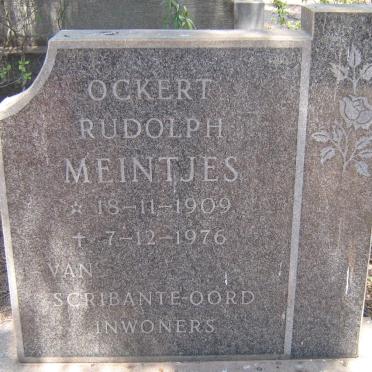 OCKERT
RUDOLPH
MEINTJES
☆ 18-11-1909
✝ 7-12-1976
VAN
SCRIBANTE-OORD
INWONERS